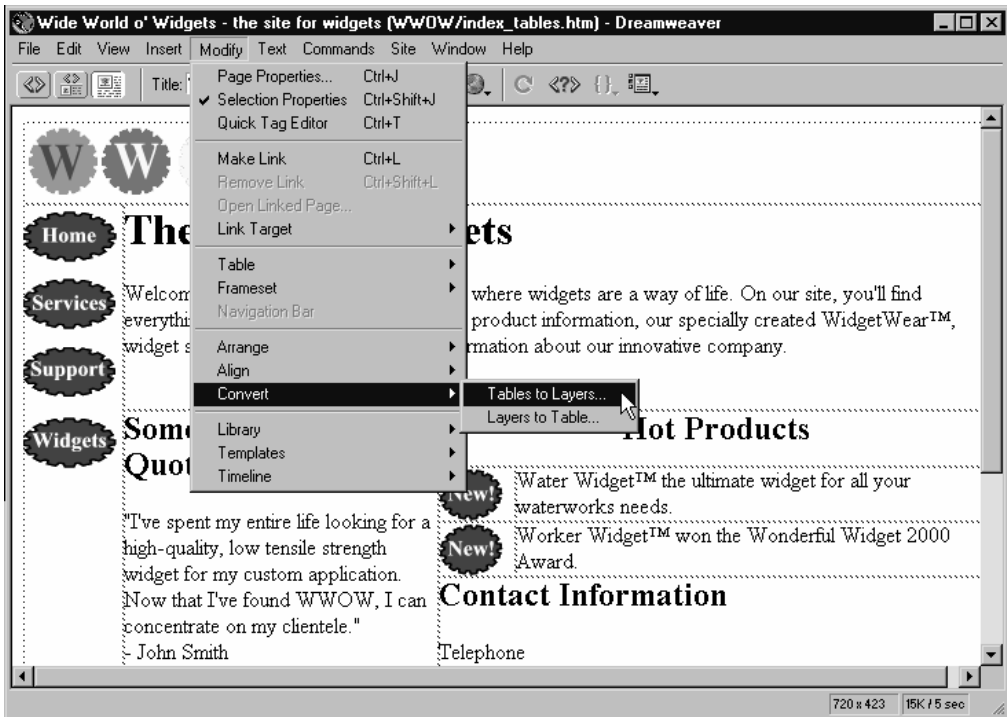 Wide World o' Widgets - the site for widgets (WWOW/index_tables.htm) - Dreamweaver
File Edit View Insert Modify Text Commands Site Window Help
Title:
Page Properties... Ctrl+J
Selection Properties Ctrl+Shift+J
Quick Tag Editor Ctrl+T
Make Link Ctrl+L
Remove Link Ctrl+Shift+L
Open Linked Page...
Link Target
Table
Frameset
Navigation Bar
Arrange
Align
Convert
Tables to Layers...
Layers to Table...
Library
Templates
Timeline
W W
Home
Services
Support
Widgets
The ets
Welcom where widgets are a way of life. On our site, you'll find
everythi product information, our specially created WidgetWear™,
widget s rmation about our innovative company.
Some
Quot
"I've spent my entire life looking for a
high-quality, low tensile strength
widget for my custom application.
Now that I've found WWOW, I can
concentrate on my clientele."
- John Smith
Hot Products
New! Water Widget™ the ultimate widget for all your
waterworks needs.
New! Worker Widget™ won the Wonderful Widget 2000
Award.
Contact Information
Telephone
720 x 423 15K / 5 sec